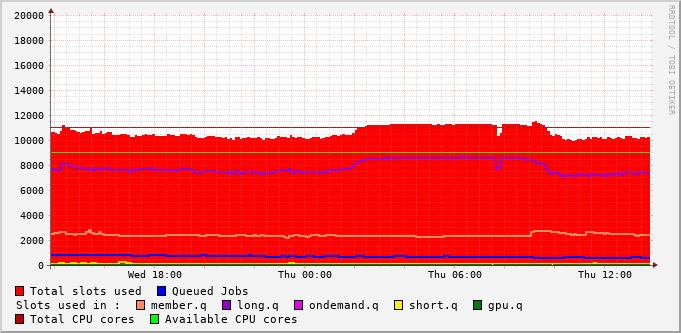 RRDTOOL / TOBI OETIKER
20000
18000
16000
14000
12000
10000
8000
6000
4000
2000
0
Wed 18:00 Thu 00:00 Thu 06:00 Thu 12:00
Total slots used Queued Jobs
Slots used in : member.q long.q ondemand.q short.q gpu.q
Total CPU cores Available CPU cores